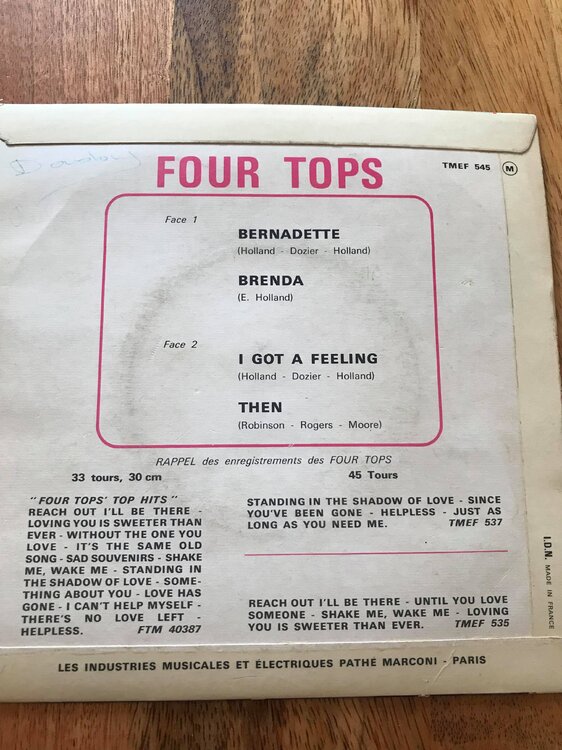 FOUR TOPS
TMEF 545 M
Face 1
BERNADETTE
(Holland - Dozier - Holland)
BRENDA
(E. Holland)
Face 2
I GOT A FEELING
(Holland - Dozier - Holland)
THEN
(Robinson - Rogers - Moore)
RAPPEL des enregistrements des FOUR TOPS
33 tours, 30 cm
"FOUR TOPS' TOP HITS"
REACH OUT I'LL BE THERE -
LOVING YOU IS SWEETER THAN
EVER - WITHOUT THE ONE YOU
LOVE - IT'S THE SAME OLD
SONG - SAD SOUVENIRS - SHAKE
ME, WAKE ME - STANDING IN
THE SHADOW OF LOVE - SOME-
THING ABOUT YOU - LOVE HAS
GONE - I CAN'T HELP MYSELF -
THERE'S NO LOVE LEFT -
HELPLESS. FTM 40387
45 Tours
STANDING IN THE SHADOW OF LOVE - SINCE
YOU'VE BEEN GONE - HELPLESS - JUST AS
LONG AS YOU NEED ME. TMEF 537
REACH OUT I'LL BE THERE - UNTIL YOU LOVE
SOMEONE - SHAKE ME, WAKE ME - LOVING
YOU IS SWEETER THAN EVER. TMEF 535
I.D.N. MADE IN FRANCE
LES INDUSTRIES MUSICALES ET ÉLECTRIQUES PATHÉ MARCONI - PARIS